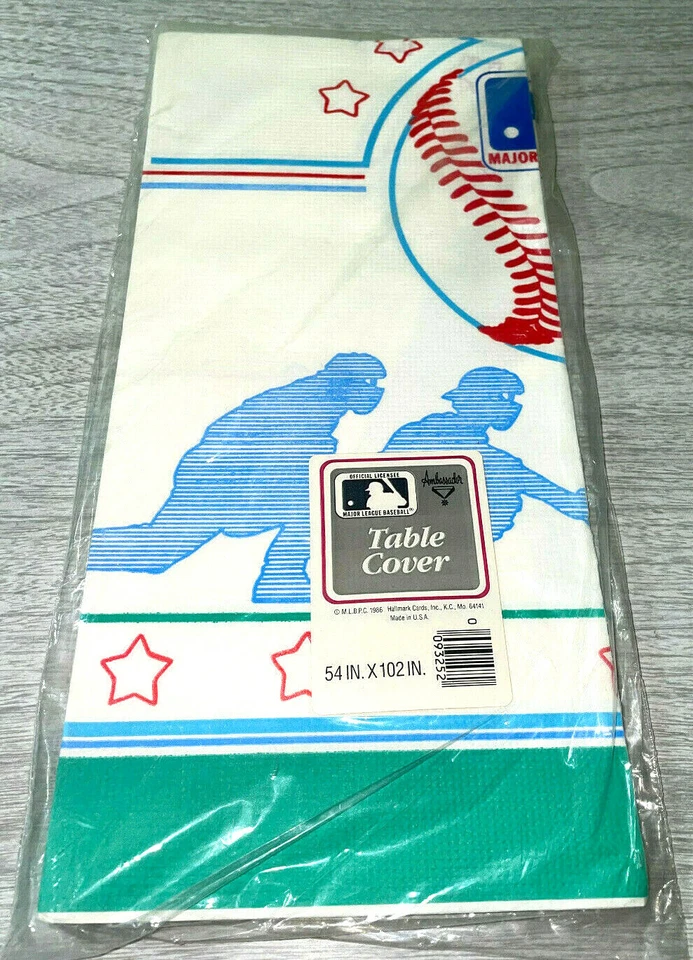 MAJOR
OFFICIAL LICENSEE
MAJOR LEAGUE BASEBALL
Ambassador
Table
Cover
© M.L.B.P.C. 1986 Hallmark Cards, Inc., K.C., Mo. 64141
Made in U.S.A.
54 IN. X 102 IN.
0
093252